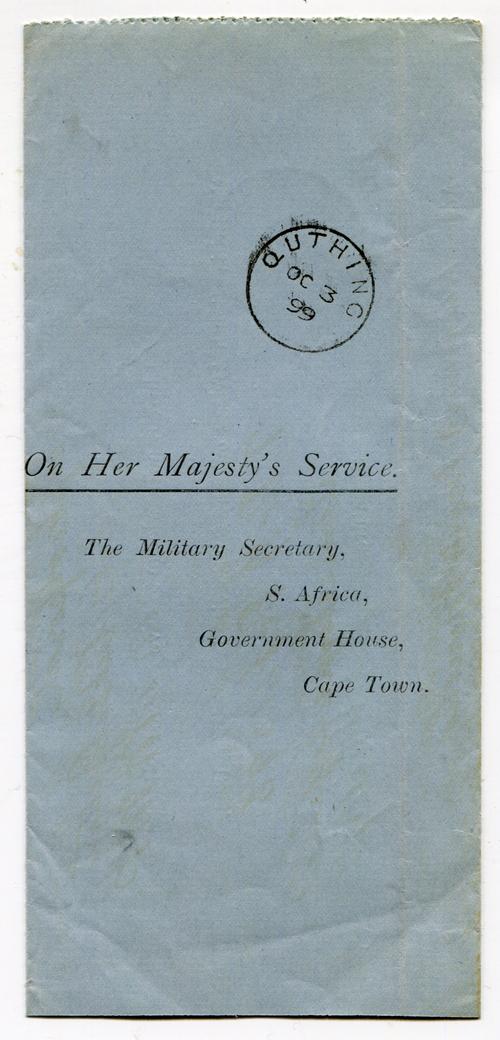 QUTHING
OC 3
99
On Her Majesty's Service.
The Military Secretary,
S. Africa,
Government House,
Cape Town.